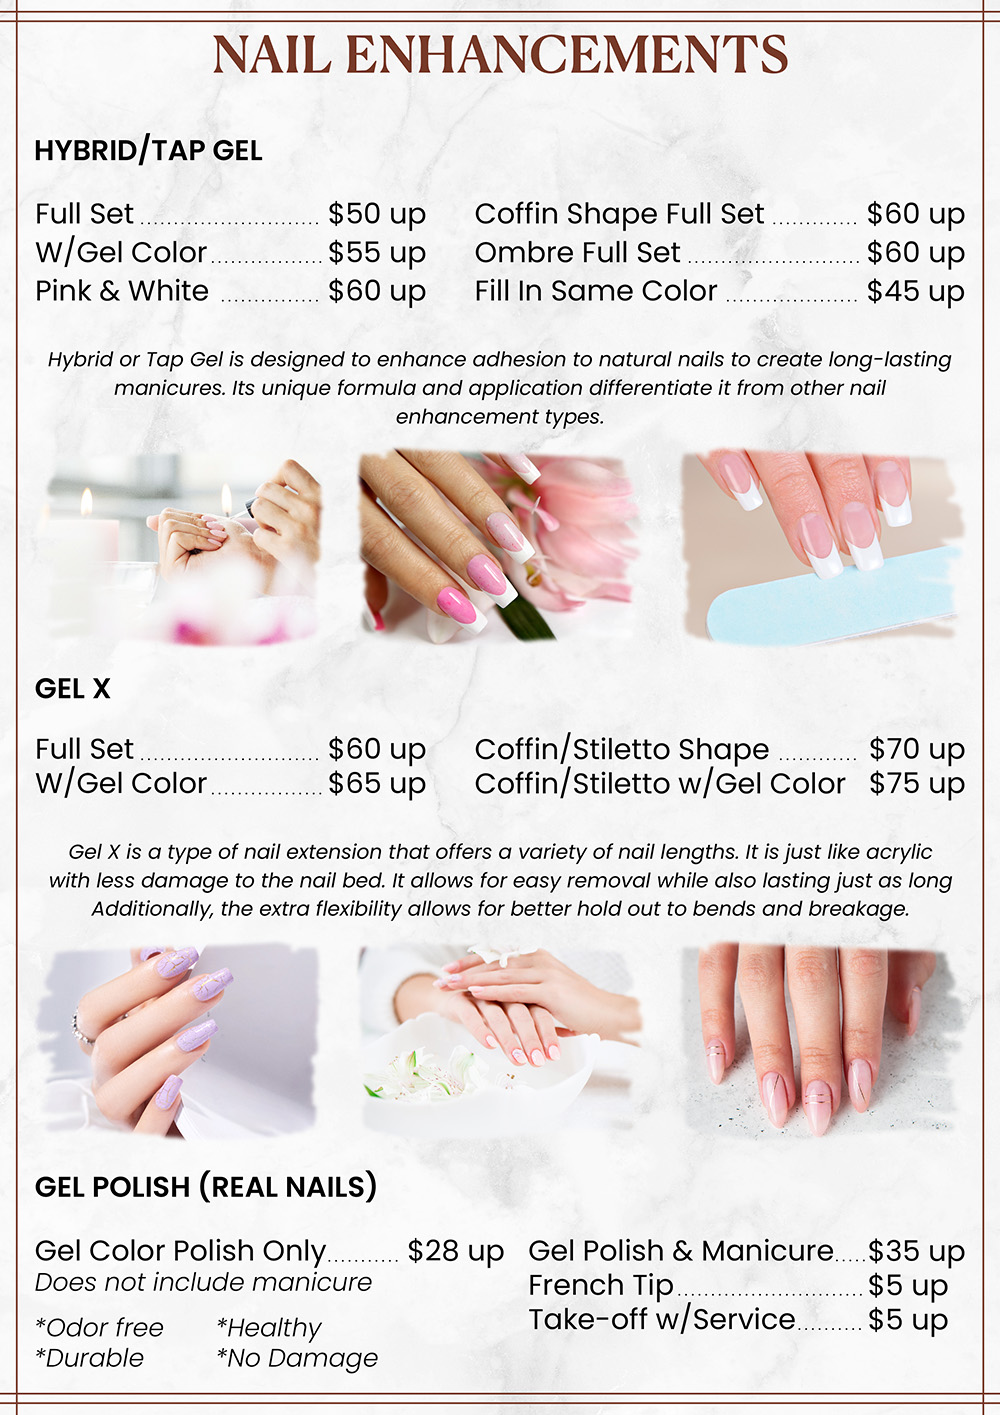 NAIL ENHANCEMENTS
HYBRID/TAP GEL
Full Set ........................ $50 up
W/Gel Color ............... $55 up
Pink & White ............. $60 up
Coffin Shape Full Set ........... $60 up
Ombre Full Set ....................... $60 up
Fill In Same Color ................. $45 up
Hybrid or Tap Gel is designed to enhance adhesion to natural nails to create long-lasting
manicures. Its unique formula and application differentiate it from other nail
enhancement types.
GEL X
Full Set ........................ $60 up
W/Gel Color ............... $65 up
Coffin/Stiletto Shape ........... $70 up
Coffin/Stiletto w/Gel Color $75 up
Gel X is a type of nail extension that offers a variety of nail lengths. It is just like acrylic
with less damage to the nail bed. It allows for easy removal while also lasting just as long
Additionally, the extra flexibility allows for better hold out to bends and breakage.
GEL POLISH (REAL NAILS)
Gel Color Polish Only .......... $28 up
Does not include manicure
*Odor free *Healthy
*Durable *No Damage
Gel Polish & Manicure .....$35 up
French Tip ......................... $5 up
Take-off w/Service ......... $5 up